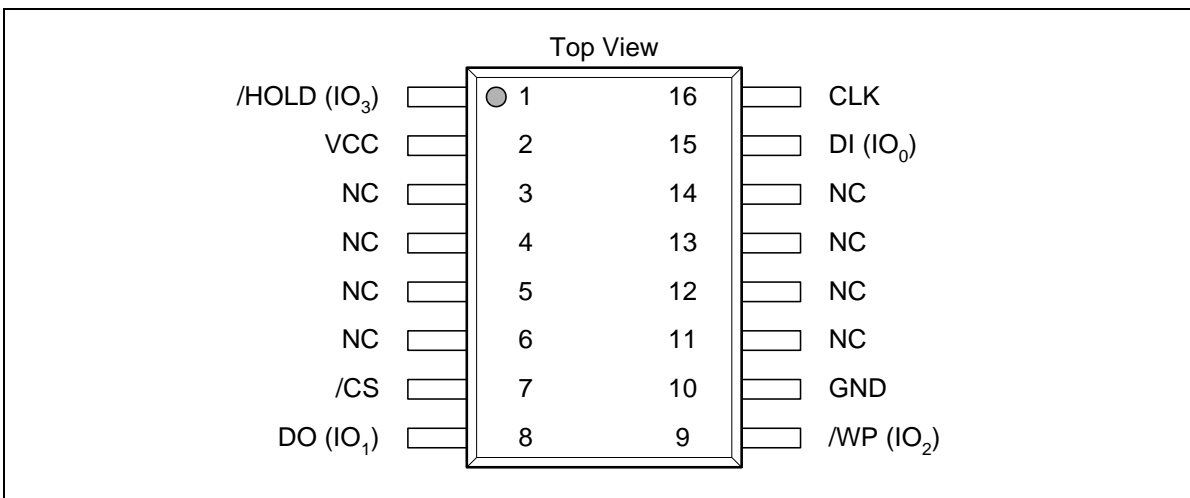 Top View
/HOLD (IO3) 1 16 CLK
VCC 2 15 DI (IO0)
NC 3 14 NC
NC 4 13 NC
NC 5 12 NC
NC 6 11 NC
/CS 7 10 GND
DO (IO1) 8 9 /WP (IO2)